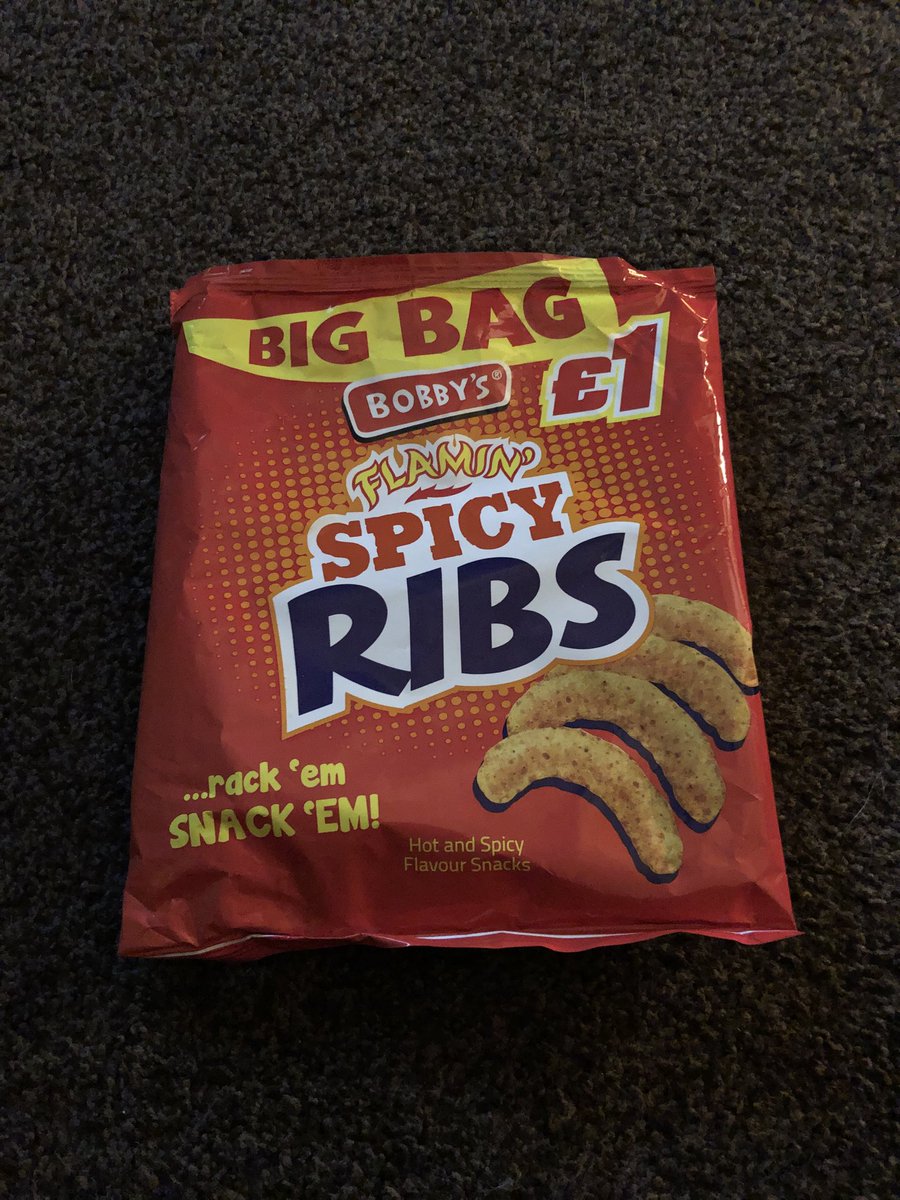 BIG BAG
£1
BOBBY'S®
FLAMIN'
SPICY
RIBS
...rack 'em
SNACK 'EM!
Hot and Spicy
Flavour Snacks